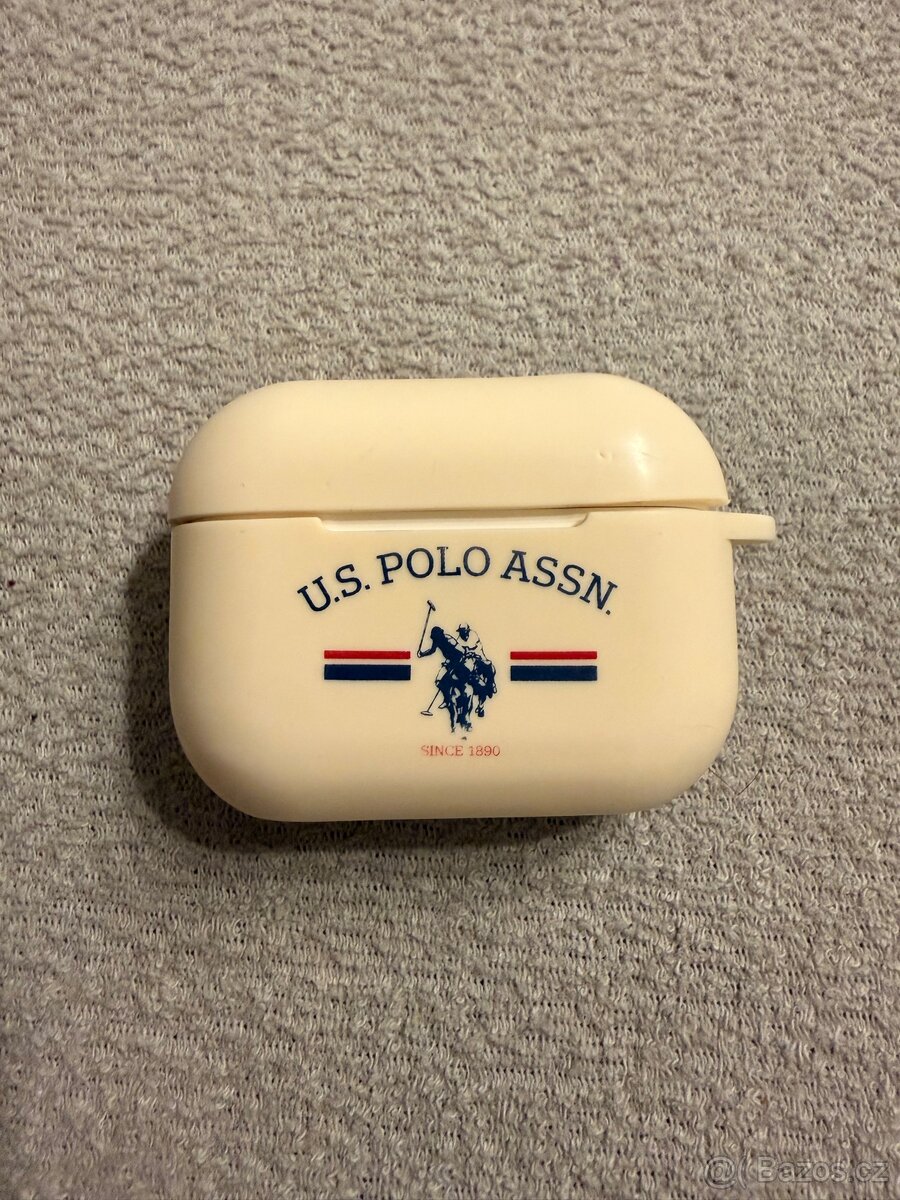 U.S. POLO ASSN.
SINCE 1890
@ Bazos.cz